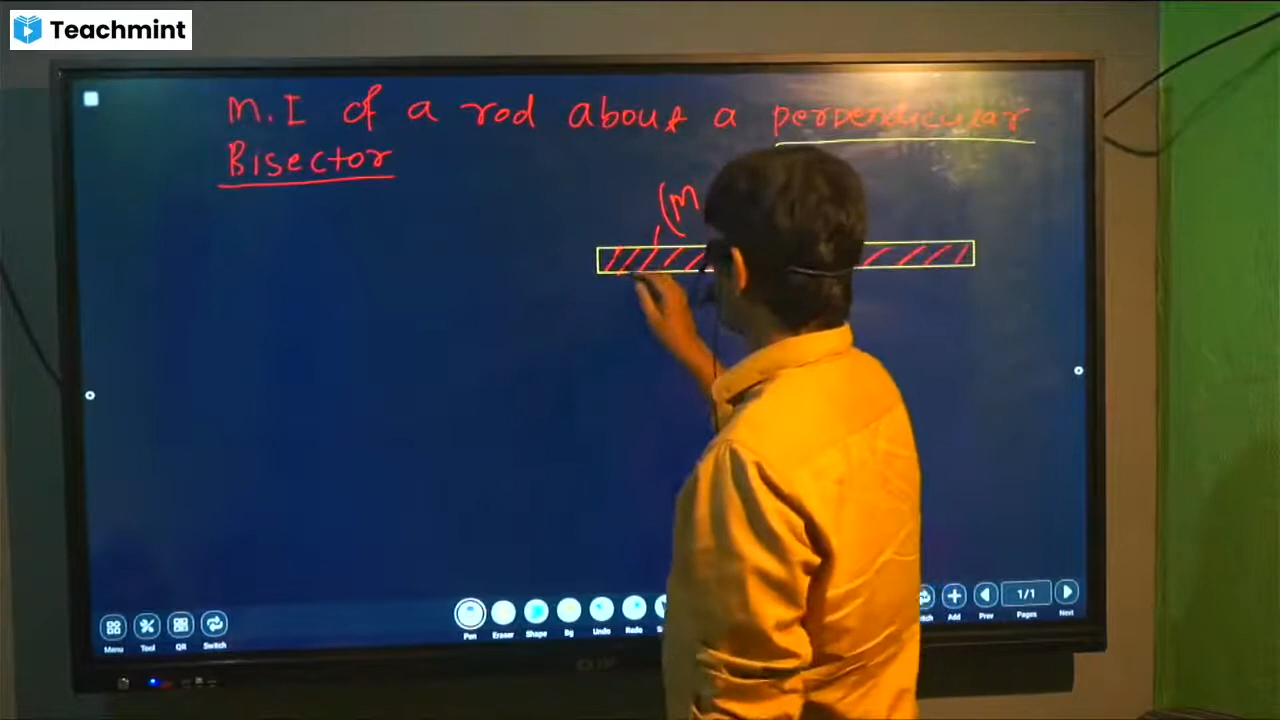 Teachmint
M.I of a rod about a perpendicular
Bisector
(M
Menu Tool QR Switch Pen Eraser Shape Bg Undo Redo Add Prev 1/1 Pages Next